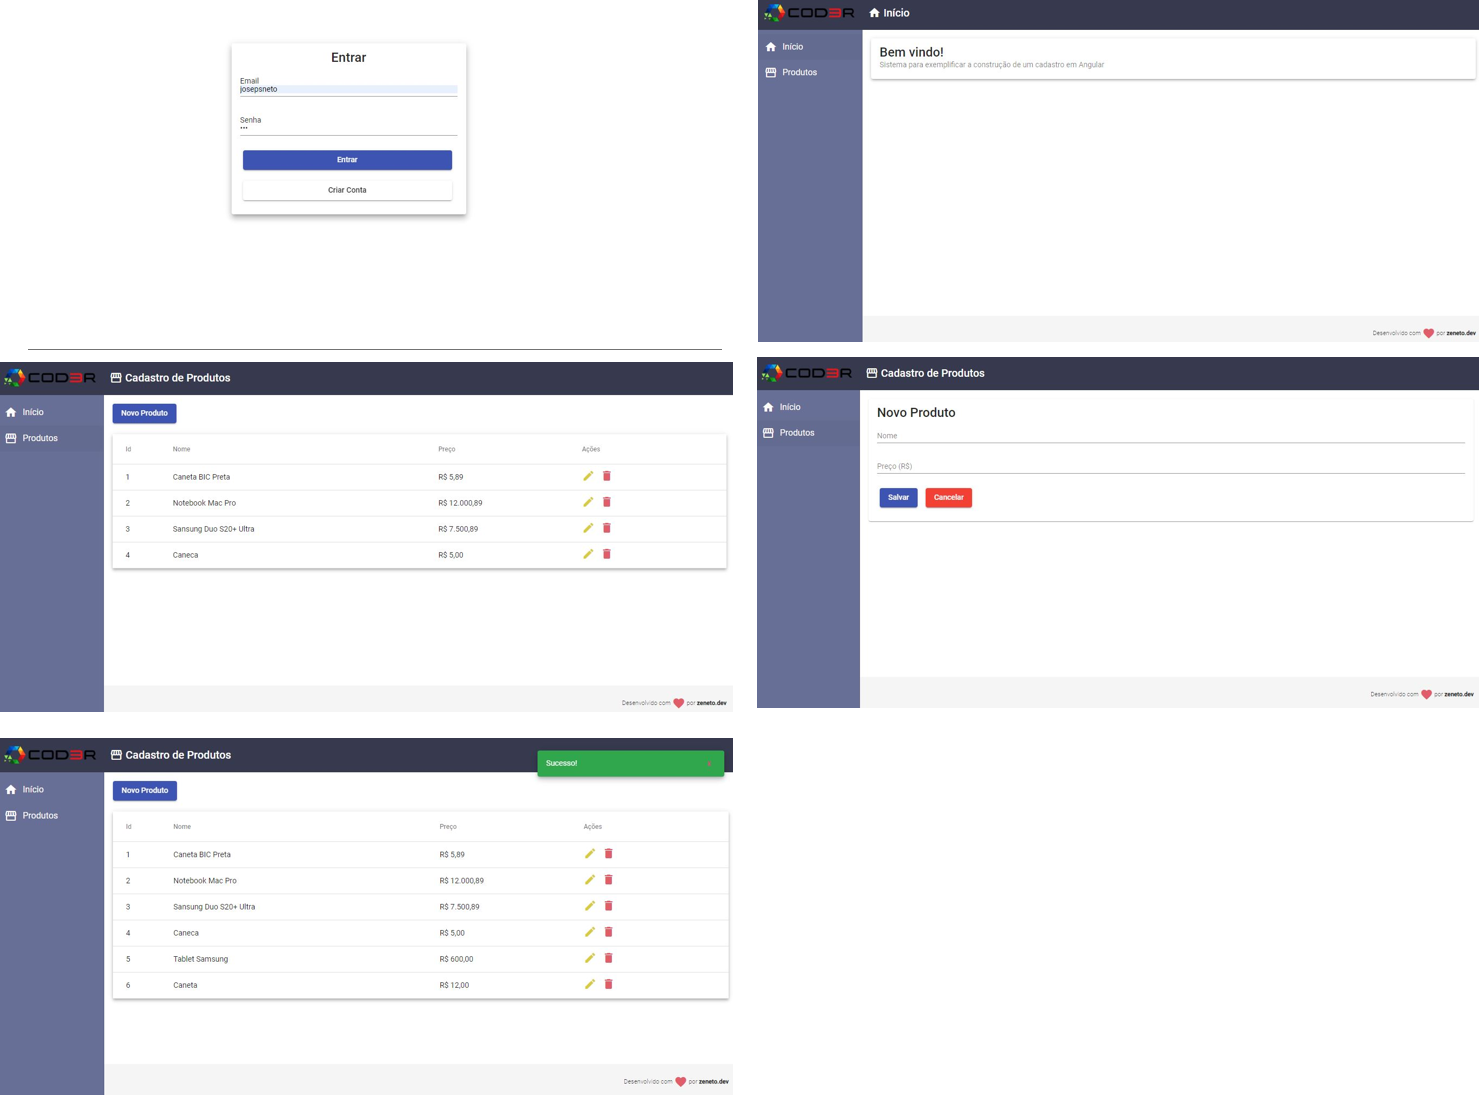 Entrar
Email
josepsneto
Senha
•••
Entrar
Criar Conta
COD3R Início
Início
Produtos
Bem vindo!
Sistema para exemplificar a construção de um cadastro em Angular
Desenvolvido com por zeneto.dev
COD3R Cadastro de Produtos
Início
Produtos
Novo Produto
Id Nome Preço Ações
1 Caneta BIC Preta R$ 5,89
2 Notebook Mac Pro R$ 12.000,89
3 Sansung Duo S20+ Ultra R$ 7.500,89
4 Caneca R$ 5,00
Desenvolvido com por zeneto.dev
COD3R Cadastro de Produtos
Início
Produtos
Novo Produto
Nome
Preço (R$)
Salvar Cancelar
Desenvolvido com por zeneto.dev
COD3R Cadastro de Produtos
Sucesso!
Início
Produtos
Novo Produto
Id Nome Preço Ações
1 Caneta BIC Preta R$ 5,89
2 Notebook Mac Pro R$ 12.000,89
3 Sansung Duo S20+ Ultra R$ 7.500,89
4 Caneca R$ 5,00
5 Tablet Samsung R$ 600,00
6 Caneta R$ 12,00
Desenvolvido com por zeneto.dev